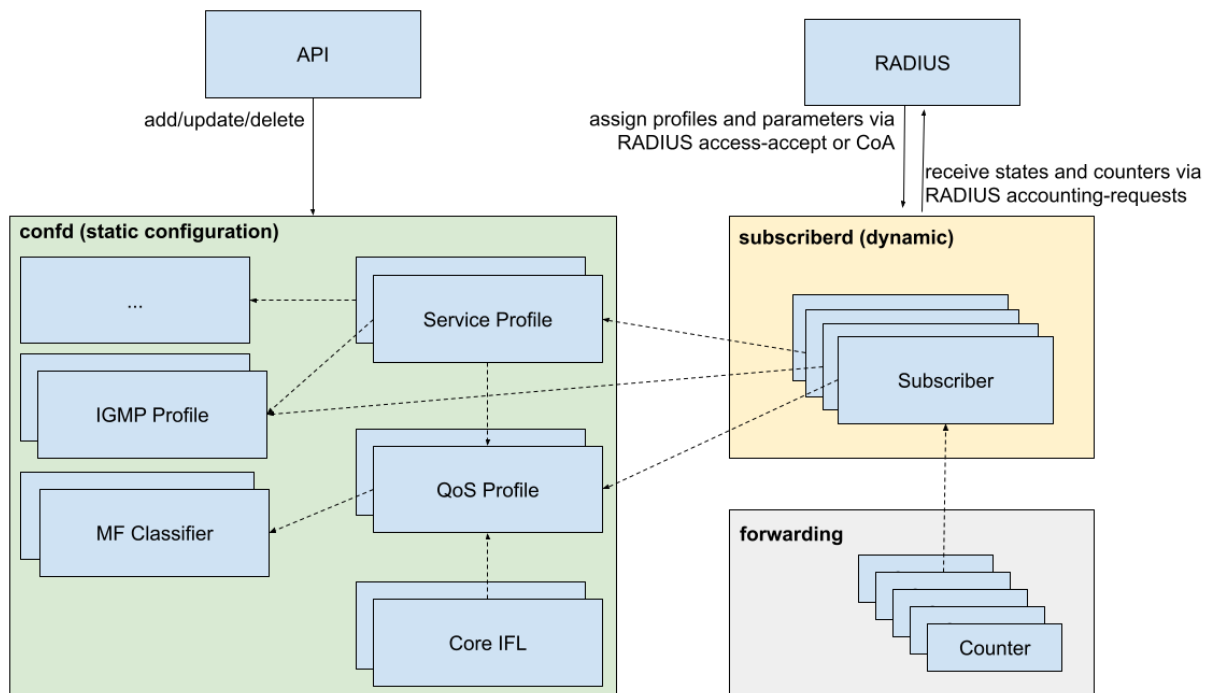 API
RADIUS
add/update/delete
assign profiles and parameters via
RADIUS access-accept or CoA
receive states and counters via
RADIUS accounting-requests
confd (static configuration)
...
Service Profile
IGMP Profile
QoS Profile
MF Classifier
Core IFL
subscriberd (dynamic)
Subscriber
forwarding
Counter